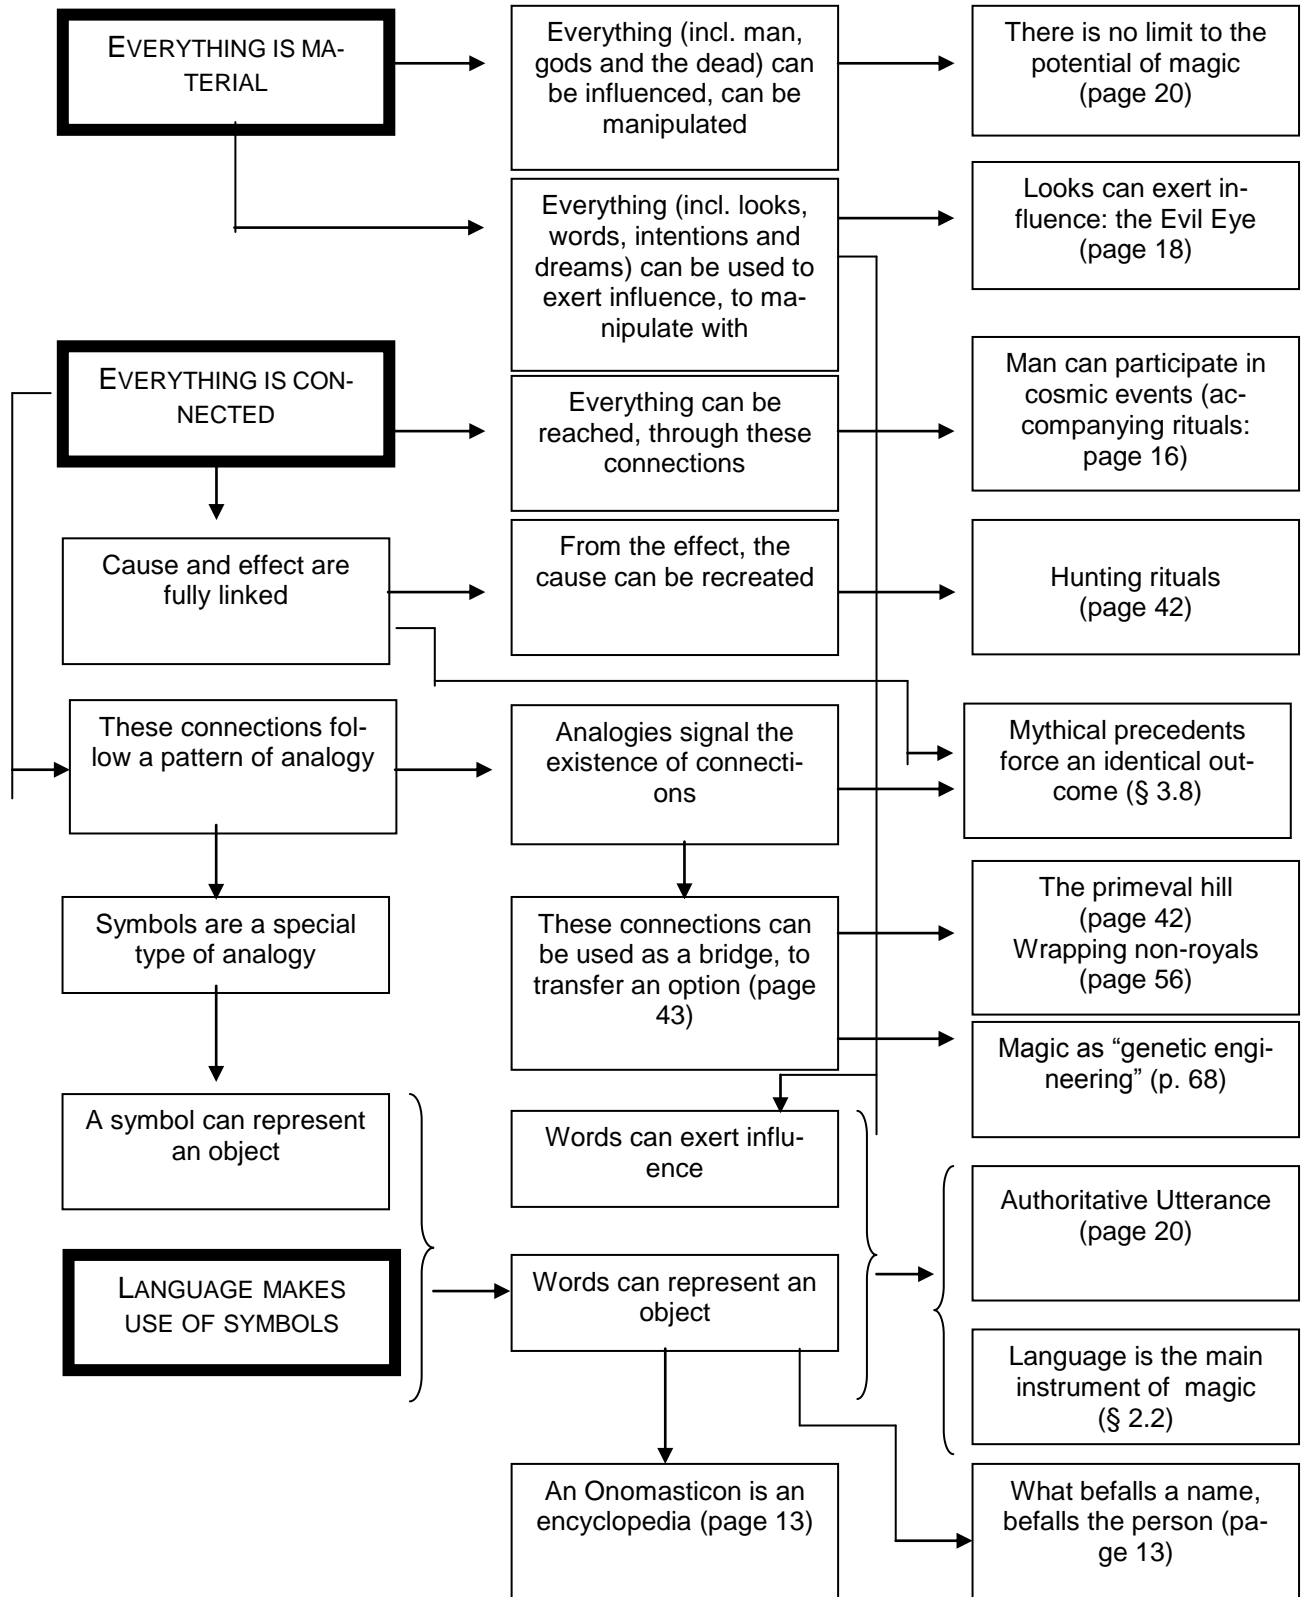 EVERYTHING IS MA-
TERIAL
Everything (incl. man,
gods and the dead) can
be influenced, can be
manipulated
There is no limit to the
potential of magic
(page 20)
Everything (incl. looks,
words, intentions and
dreams) can be used to
exert influence, to ma-
nipulate with
Looks can exert in-
fluence: the Evil Eye
(page 18)
EVERYTHING IS CON-
NECTED
Everything can be
reached, through these
connections
Man can participate in
cosmic events (ac-
companying rituals:
page 16)
Cause and effect are
fully linked
From the effect, the
cause can be recreated
Hunting rituals
(page 42)
These connections fol-
low a pattern of analogy
Analogies signal the
existence of connecti-
ons
Mythical precedents
force an identical out-
come (§ 3.8)
Symbols are a special
type of analogy
These connections can
be used as a bridge, to
transfer an option (page
43)
The primeval hill
(page 42)
Wrapping non-royals
(page 56)
Magic as “genetic engi-
neering” (p. 68)
A symbol can represent
an object
Words can exert influ-
ence
Authoritative Utterance
(page 20)
LANGUAGE MAKES
USE OF SYMBOLS
Words can represent an
object
Language is the main
instrument of  magic
(§ 2.2)
An Onomasticon is an
encyclopedia (page 13)
What befalls a name,
befalls the person (pa-
ge 13)